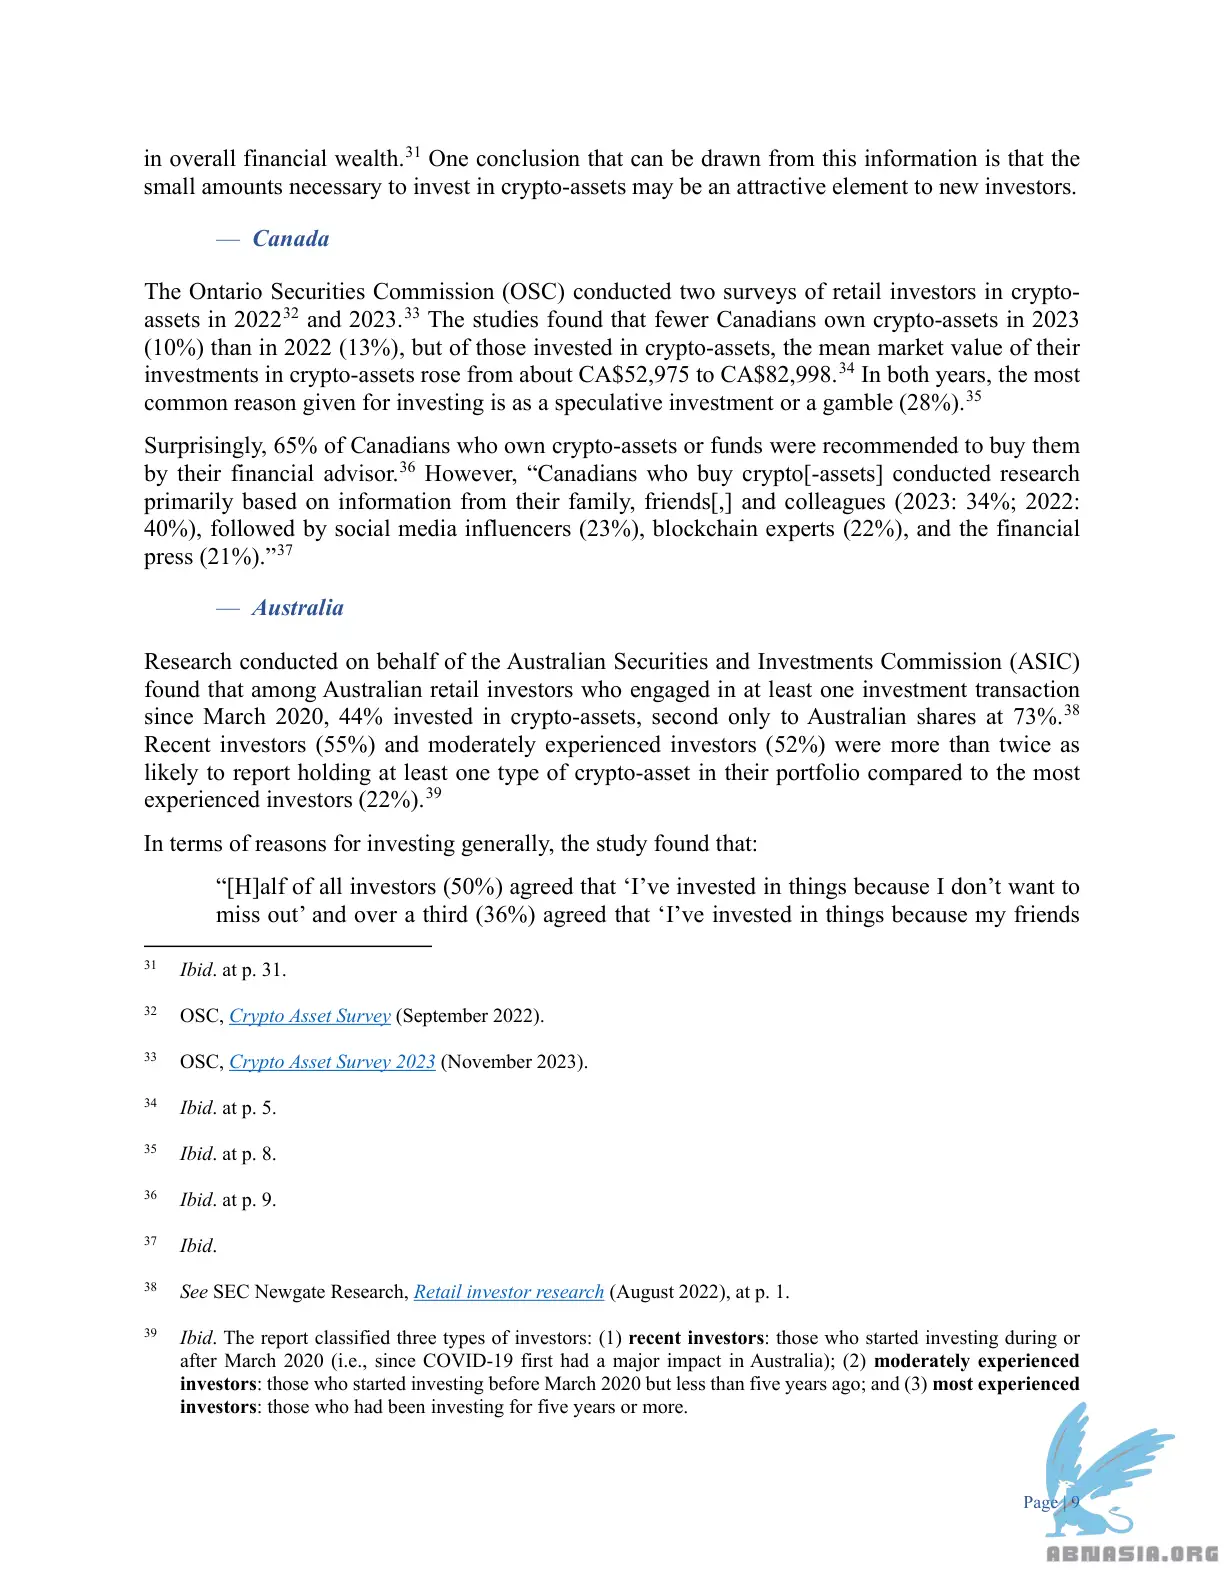 in overall financial wealth.31 One conclusion that can be drawn from this information is that the
small amounts necessary to invest in crypto-assets may be an attractive element to new investors.
— Canada
The Ontario Securities Commission (OSC) conducted two surveys of retail investors in crypto-
assets in 202232 and 2023.33 The studies found that fewer Canadians own crypto-assets in 2023
(10%) than in 2022 (13%), but of those invested in crypto-assets, the mean market value of their
investments in crypto-assets rose from about CA$52,975 to CA$82,998.34 In both years, the most
common reason given for investing is as a speculative investment or a gamble (28%).35
Surprisingly, 65% of Canadians who own crypto-assets or funds were recommended to buy them
by their financial advisor.36 However, “Canadians who buy crypto[-assets] conducted research
primarily based on information from their family, friends[,] and colleagues (2023: 34%; 2022:
40%), followed by social media influencers (23%), blockchain experts (22%), and the financial
press (21%).”37
— Australia
Research conducted on behalf of the Australian Securities and Investments Commission (ASIC)
found that among Australian retail investors who engaged in at least one investment transaction
since March 2020, 44% invested in crypto-assets, second only to Australian shares at 73%.38
Recent investors (55%) and moderately experienced investors (52%) were more than twice as
likely to report holding at least one type of crypto-asset in their portfolio compared to the most
experienced investors (22%).39
In terms of reasons for investing generally, the study found that:
“[H]alf of all investors (50%) agreed that ‘I’ve invested in things because I don’t want to
miss out’ and over a third (36%) agreed that ‘I’ve invested in things because my friends
31 Ibid. at p. 31.
32 OSC, Crypto Asset Survey (September 2022).
33 OSC, Crypto Asset Survey 2023 (November 2023).
34 Ibid. at p. 5.
35 Ibid. at p. 8.
36 Ibid. at p. 9.
37 Ibid.
38 See SEC Newgate Research, Retail investor research (August 2022), at p. 1.
39 Ibid. The report classified three types of investors: (1) recent investors: those who started investing during or
after March 2020 (i.e., since COVID-19 first had a major impact in Australia); (2) moderately experienced
investors: those who started investing before March 2020 but less than five years ago; and (3) most experienced
investors: those who had been investing for five years or more.
Page | 9
ABNASIA.ORG